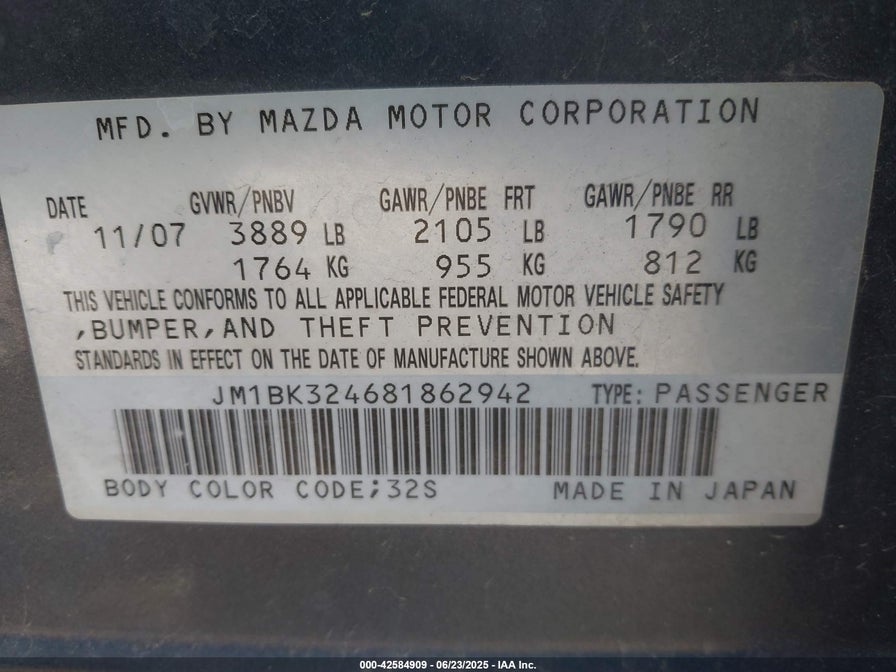 MFD. BY MAZDA MOTOR CORPORATION
DATE GVWR/PNBV GAWR/PNBE FRT GAWR/PNBE RR
11/07 3889 LB 2105 LB 1790 LB
1764 KG 955 KG 812 KG
THIS VEHICLE CONFORMS TO ALL APPLICABLE FEDERAL MOTOR VEHICLE SAFETY
,BUMPER,AND THEFT PREVENTION
STANDARDS IN EFFECT ON THE DATE OF MANUFACTURE SHOWN ABOVE.
JM1BK324681862942 TYPE: PASSENGER
BODY COLOR CODE;32S MADE IN JAPAN
000-42584909 - 06/23/2025 - IAA Inc.